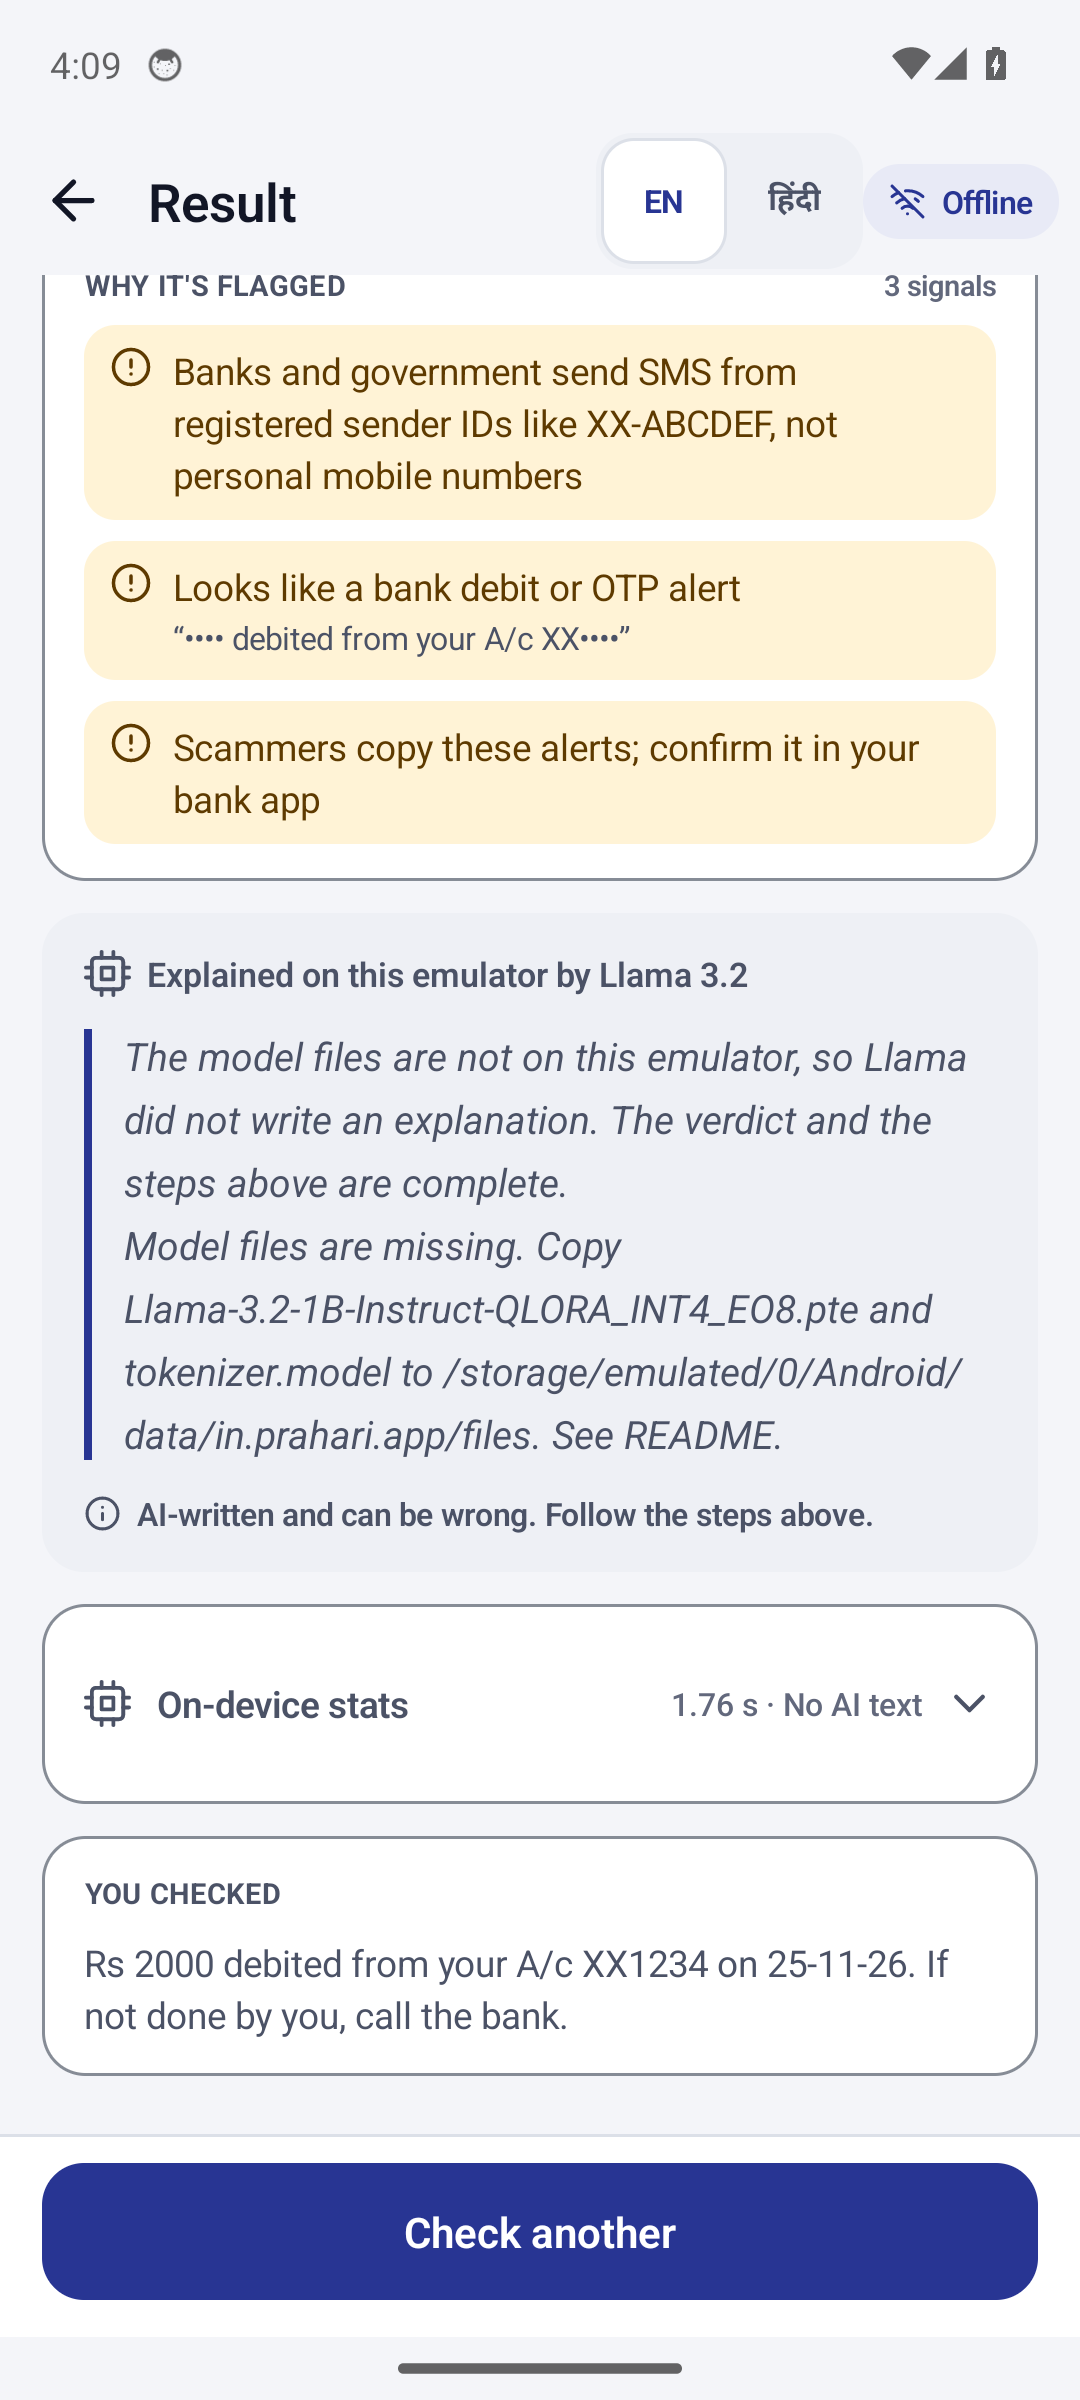 4:09
Result
EN
हिंदी
Offline
WHY IT'S FLAGGED
3 signals
Banks and government send SMS from
registered sender IDs like XX-ABCDEF, not
personal mobile numbers
Looks like a bank debit or OTP alert
“•••• debited from your A/c XX••••”
Scammers copy these alerts; confirm it in your
bank app
Explained on this emulator by Llama 3.2
The model files are not on this emulator, so Llama
did not write an explanation. The verdict and the
steps above are complete.
Model files are missing. Copy
Llama-3.2-1B-Instruct-QLORA_INT4_EO8.pte and
tokenizer.model to /storage/emulated/0/Android/
data/in.prahari.app/files. See README.
AI-written and can be wrong. Follow the steps above.
On-device stats
1.76 s · No AI text
YOU CHECKED
Rs 2000 debited from your A/c XX1234 on 25-11-26. If
not done by you, call the bank.
Check another